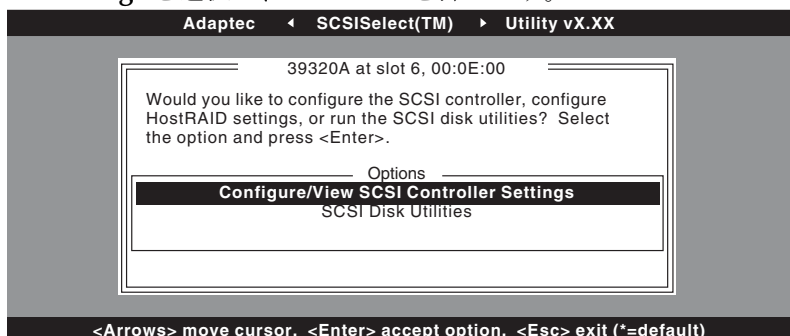 Adaptec ◄ SCSISelect(TM) ► Utility vX.XX
39320A at slot 6, 00:0E:00
Would you like to configure the SCSI controller, configure
HostRAID settings, or run the SCSI disk utilities? Select
the option and press <Enter>.
Options
Configure/View SCSI Controller Settings
SCSI Disk Utilities
<Arrows> move cursor, <Enter> accept option, <Esc> exit (*=default)